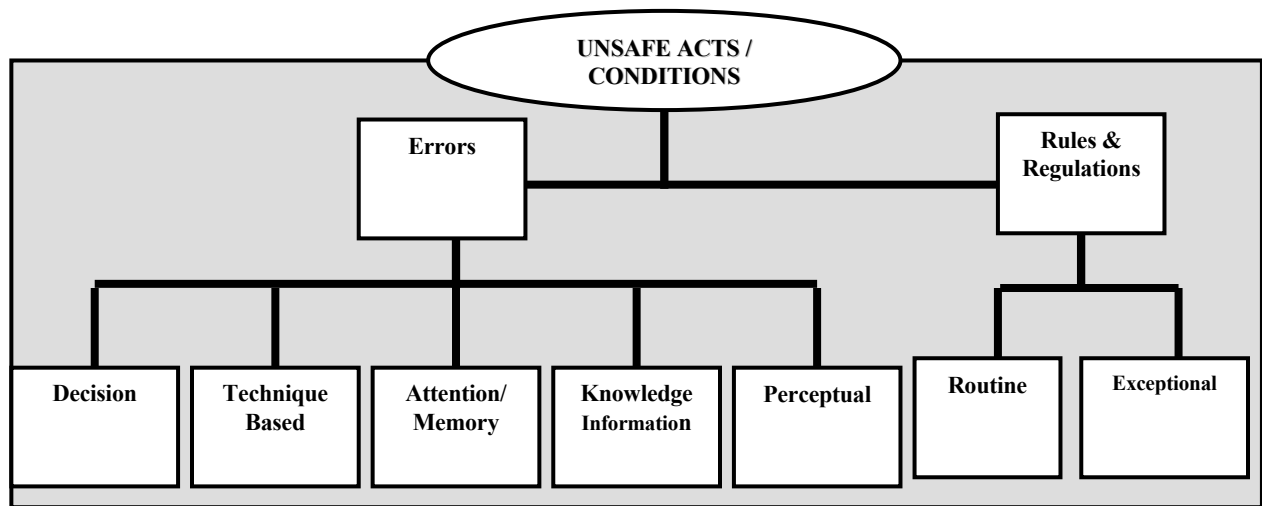 UNSAFE ACTS /
CONDITIONS
Errors
Rules &
Regulations
Decision
Technique
Based
Attention/
Memory
Knowledge
Information
Perceptual
Routine
Exceptional